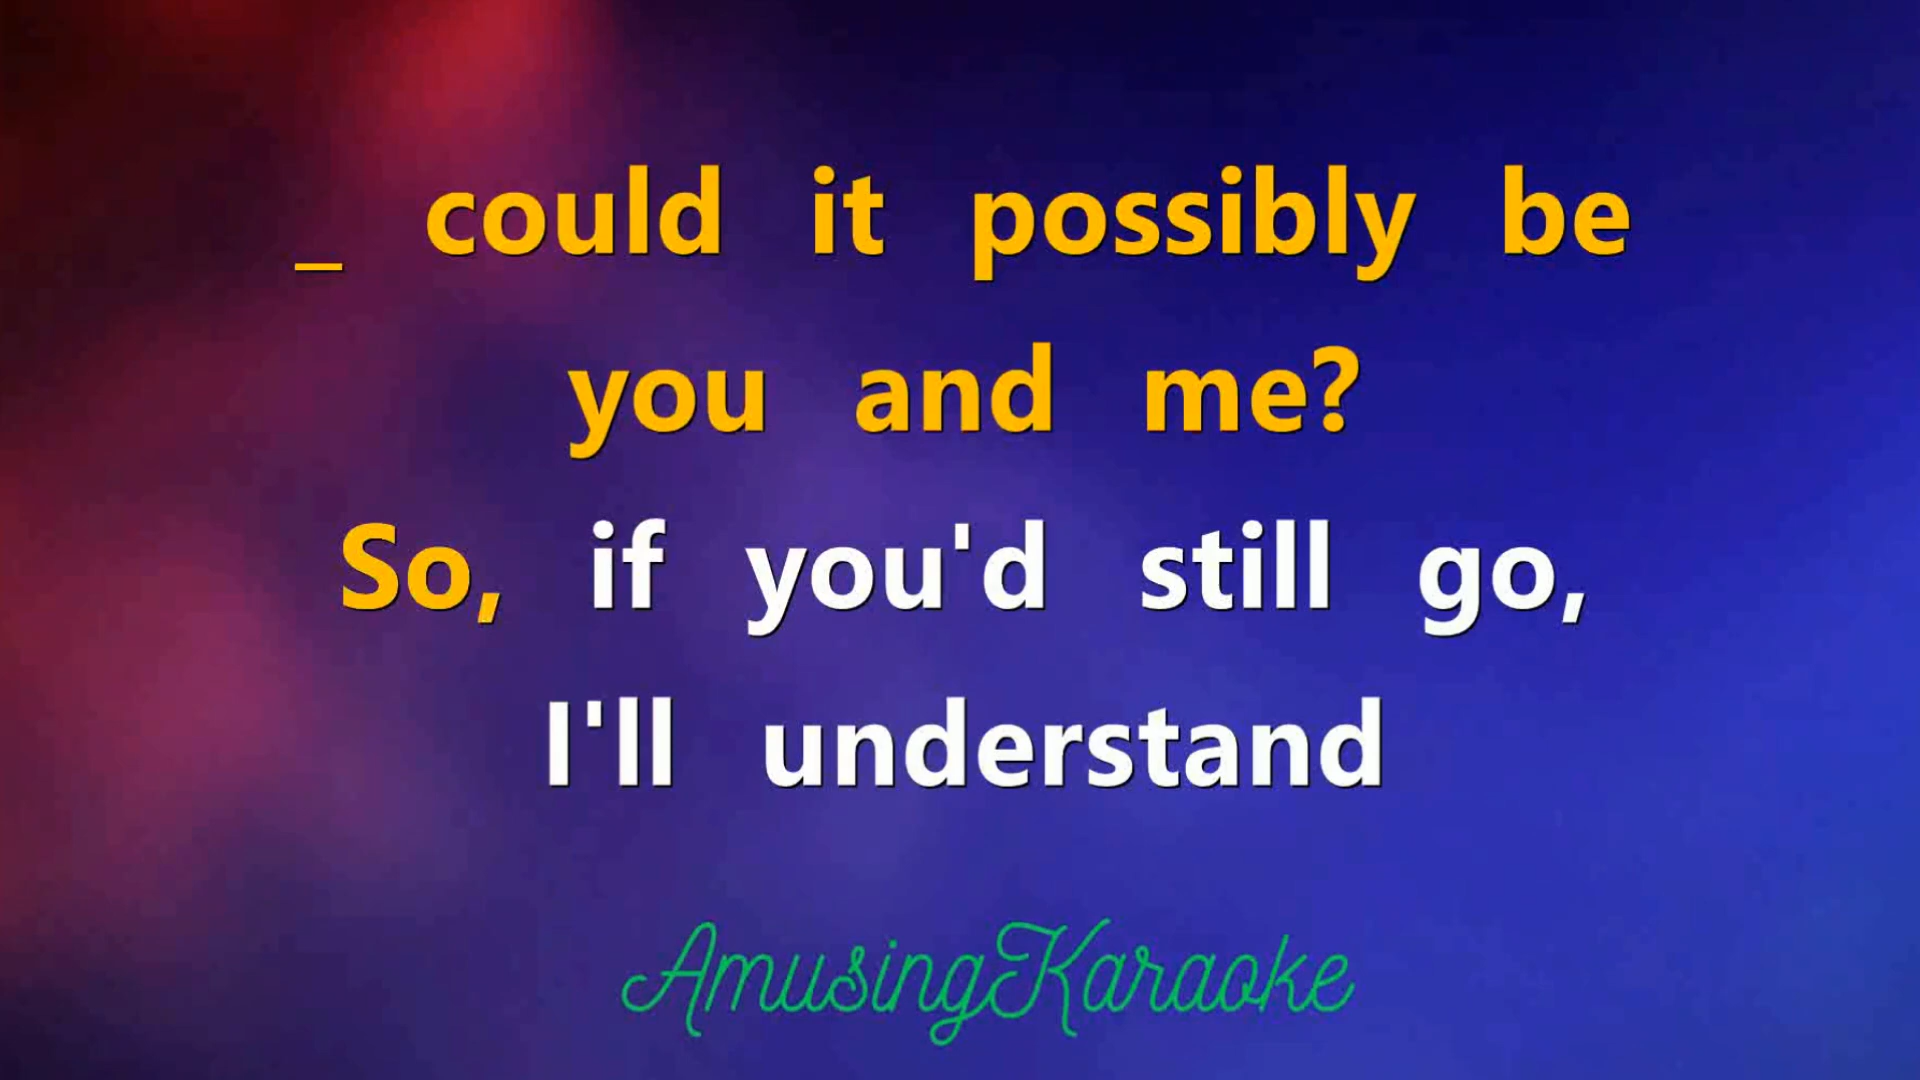 _ could it possibly be
you and me?
So, if you'd still go,
I'll understand
AmusingKaraoke